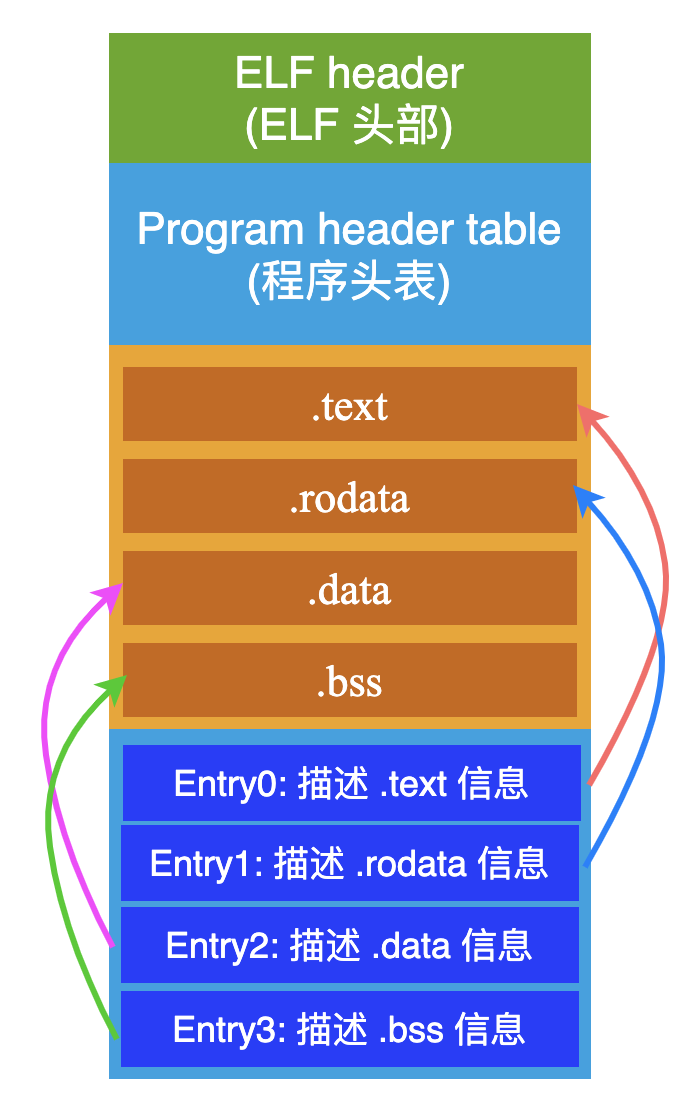 ELF header
(ELF 头部)
Program header table
(程序头表)
.text
.rodata
.data
.bss
Entry0: 描述 .text 信息
Entry1: 描述 .rodata 信息
Entry2: 描述 .data 信息
Entry3: 描述 .bss 信息